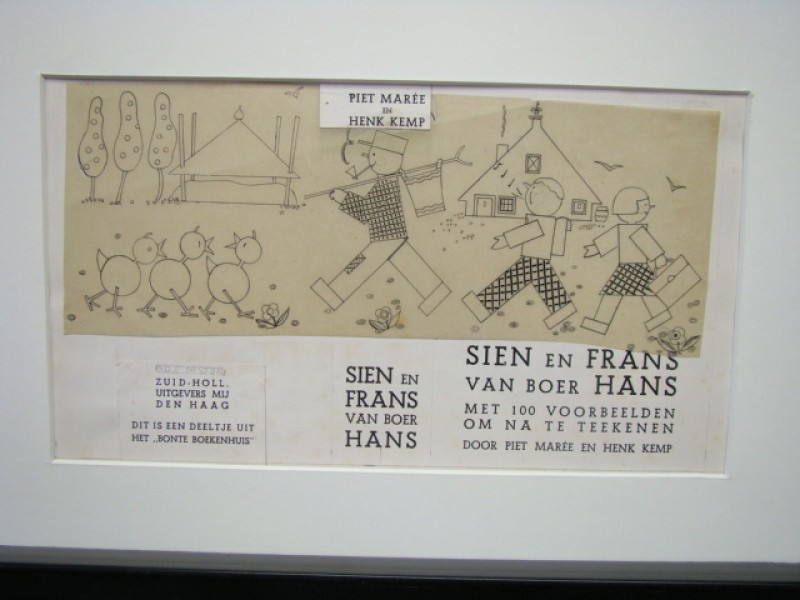 PIET MARÉE
EN
HENK KEMP
ZUID-HOLL.
UITGEVERS MIJ
DEN HAAG
DIT IS EEN DEELTJE UIT
HET „BONTE BOEKENHUIS"
SIEN EN
FRANS
VAN BOER
HANS
SIEN EN FRANS
VAN BOER HANS
MET 100 VOORBEELDEN
OM NA TE TEEKENEN
DOOR PIET MARÉE EN HENK KEMP